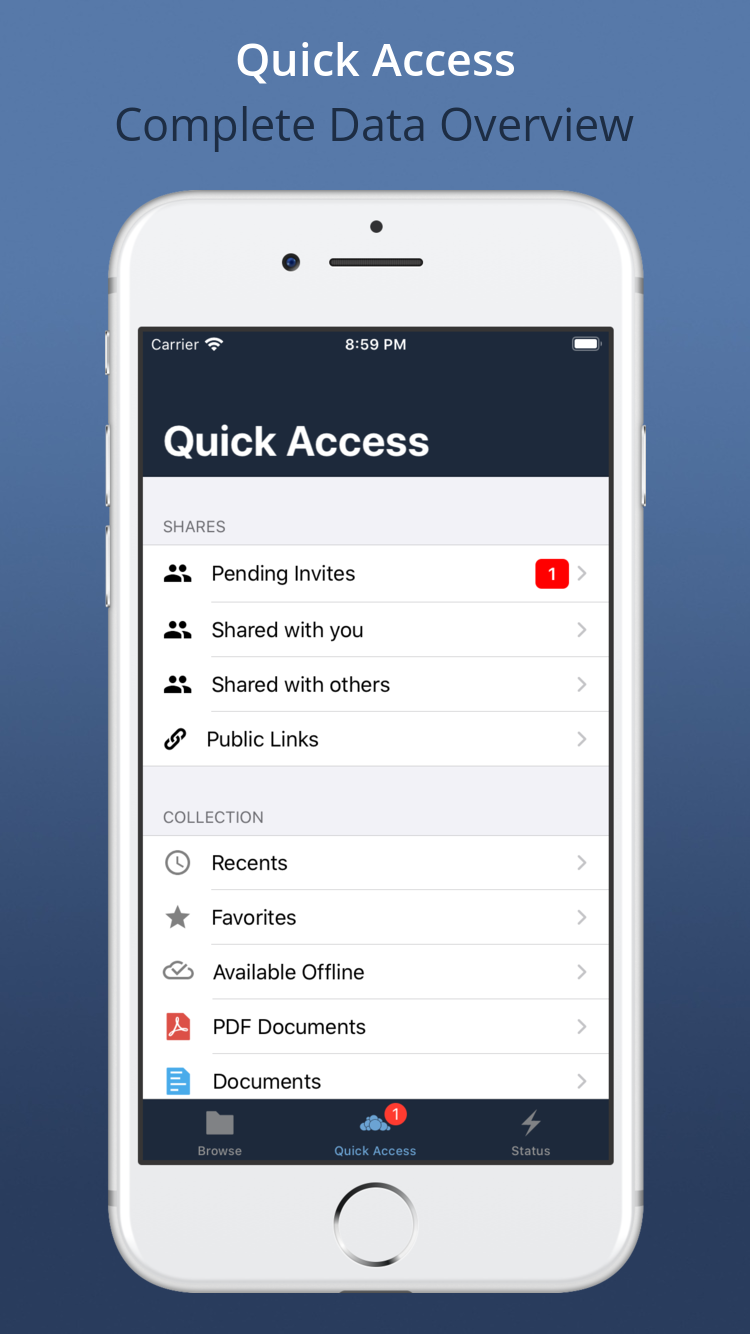 Quick Access
Complete Data Overview
Carrier 8:59 PM
Quick Access
SHARES
Pending Invites 1
Shared with you
Shared with others
Public Links
COLLECTION
Recents
Favorites
Available Offline
PDF Documents
Documents
1
Browse Quick Access Status